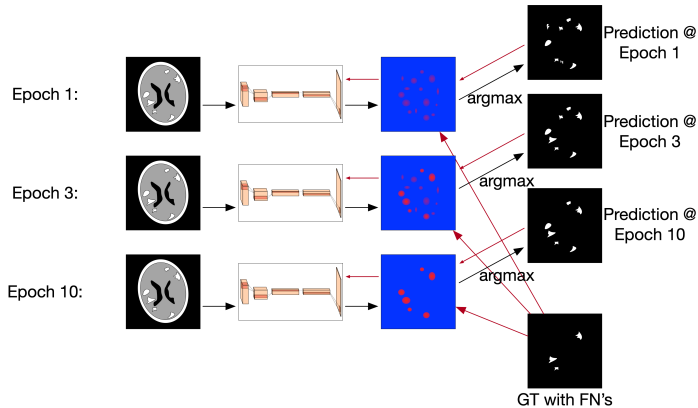 Prediction @
Epoch 1
Epoch 1:
argmax
Prediction @
Epoch 3
Epoch 3:
argmax
Prediction @
Epoch 10
argmax
Epoch 10:
GT with FN's